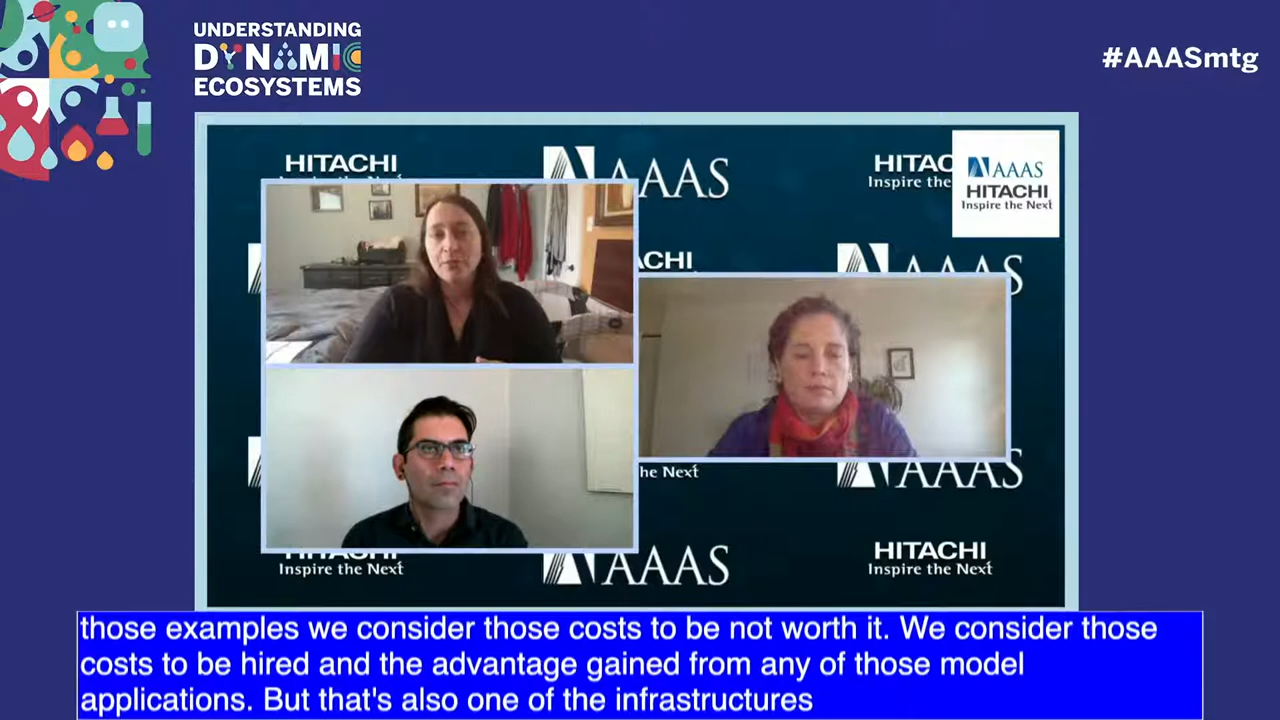 UNDERSTANDING
DYNAMIC
ECOSYSTEMS
#AAASmtg
HITACHI
AAAS
HITAC
Inspire the
AAAS
HITACHI
Inspire the Next
ACHI
AAAS
he Next
AAAS
Inspire the Next
AAAS
HITACHI
Inspire the Next
those examples we consider those costs to be not worth it. We consider those
costs to be hired and the advantage gained from any of those model
applications. But that's also one of the infrastructures